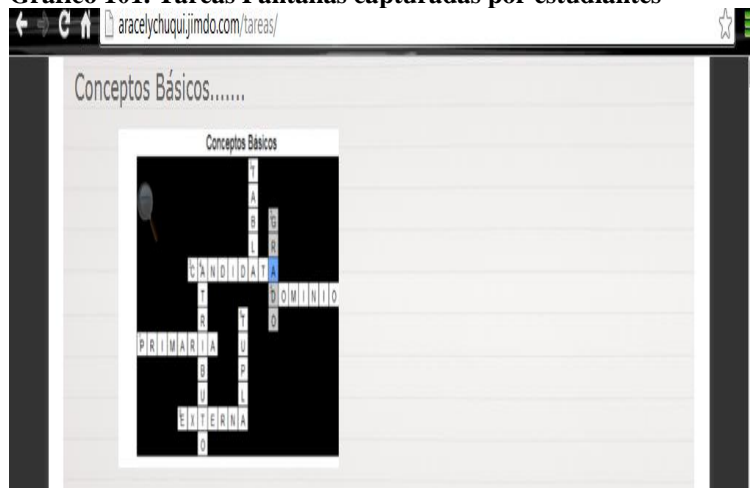 Gráfico 101. Tareas Pantallas capturadas por estudiantes
aracelychuqui.jimdo.com/tareas/
Conceptos Básicos.......
Conceptos Básicos
TABLA
GRADO
CANDIDATA
ATRIBUTO
DOMINIO
TUPLA
PRIMARIA
EXTERNA